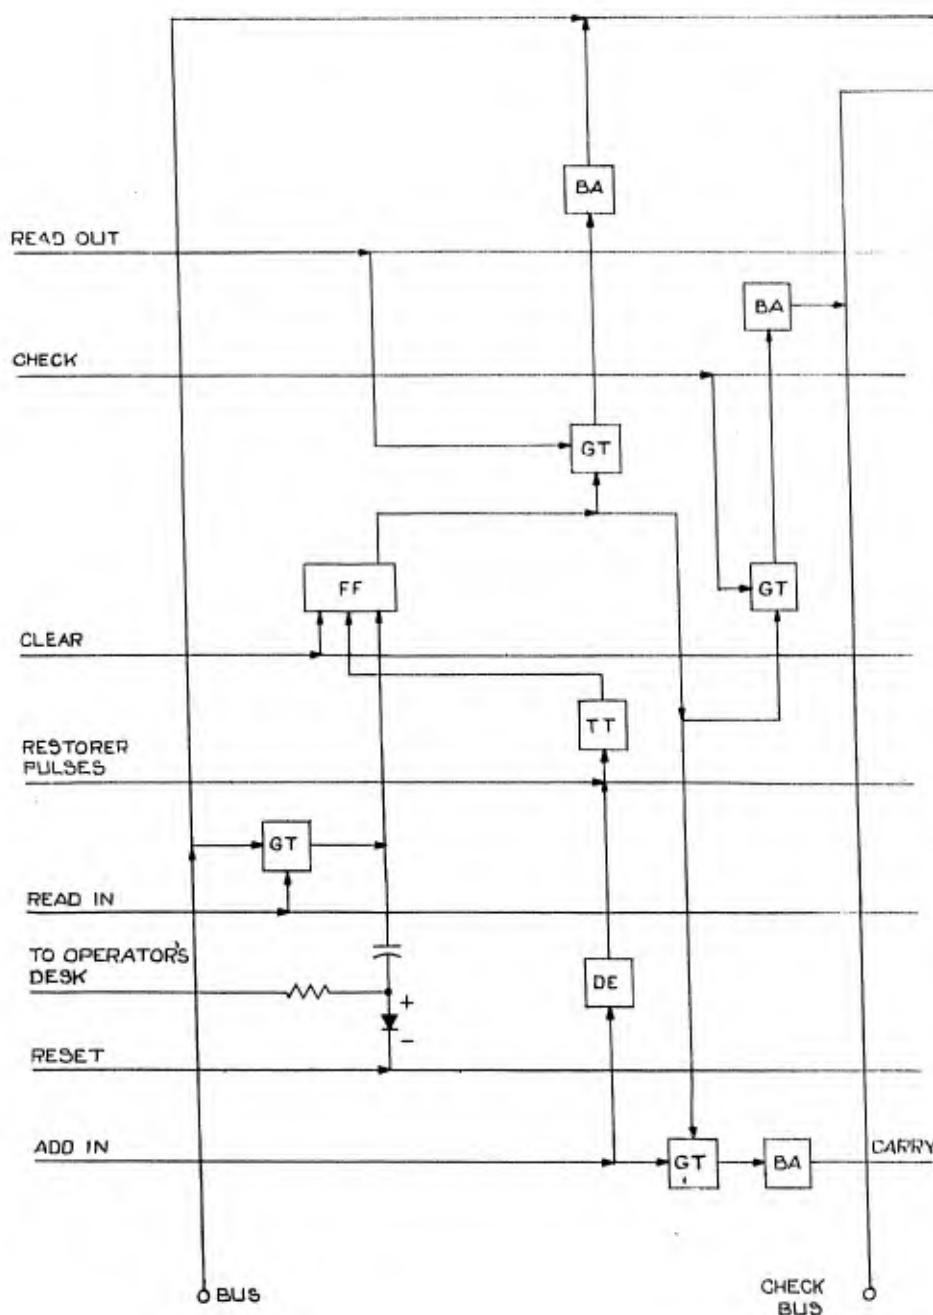 BA
READ OUT
BA
CHECK
GT
FF
GT
CLEAR
TT
RESTORER
PULSES
GT
READ IN
TO OPERATOR'S
DESK
DE
+
-
RESET
ADD IN
GT
BA
CARRY
BUS
CHECK
BUS